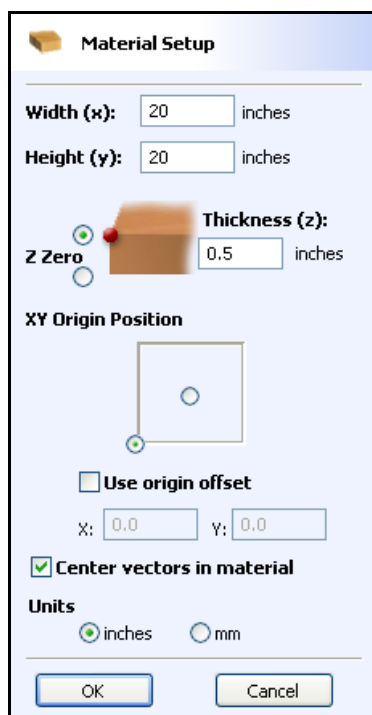 Material Setup
Width (x): 20 inches
Height (y): 20 inches
Thickness (z):
Z Zero 0.5 inches
XY Origin Position
Use origin offset
X: 0.0 Y: 0.0
Center vectors in material
Units
inches mm
OK Cancel